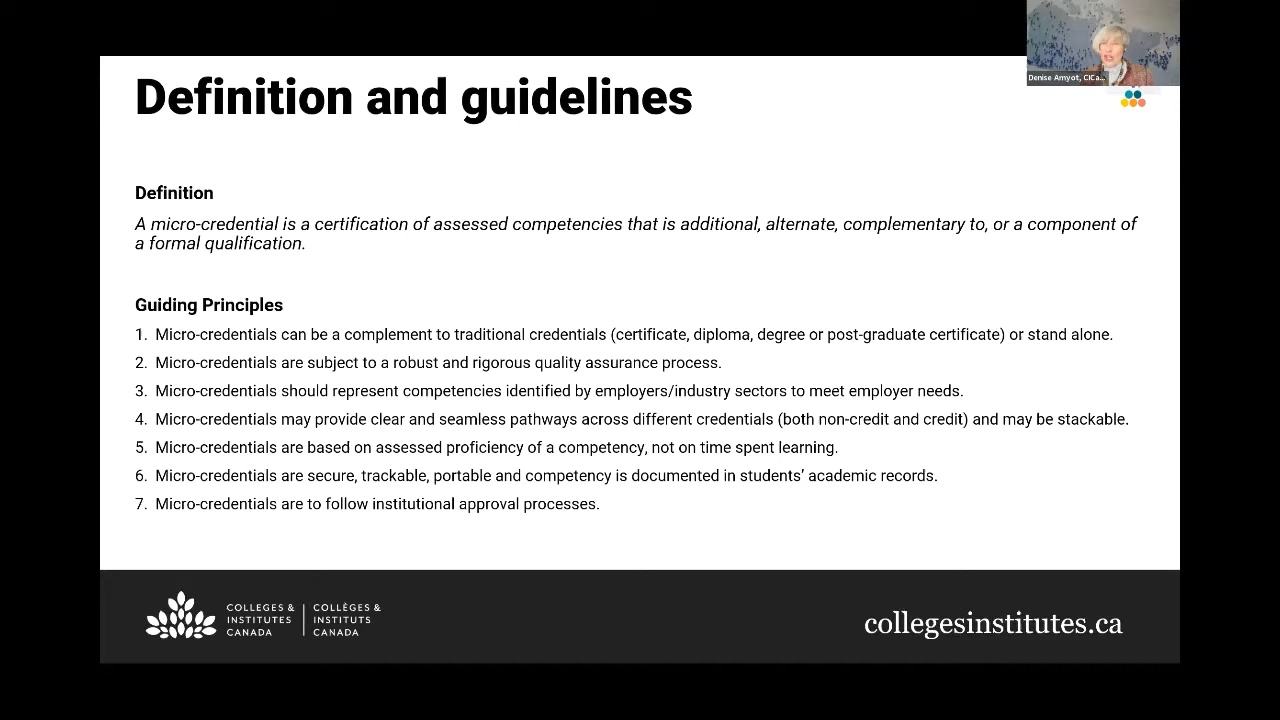 Denise Amyot, CICa...
Definition and guidelines
Definition
A micro-credential is a certification of assessed competencies that is additional, alternate, complementary to, or a component of
a formal qualification.
Guiding Principles
1. Micro-credentials can be a complement to traditional credentials (certificate, diploma, degree or post-graduate certificate) or stand alone.
2. Micro-credentials are subject to a robust and rigorous quality assurance process.
3. Micro-credentials should represent competencies identified by employers/industry sectors to meet employer needs.
4. Micro-credentials may provide clear and seamless pathways across different credentials (both non-credit and credit) and may be stackable.
5. Micro-credentials are based on assessed proficiency of a competency, not on time spent learning.
6. Micro-credentials are secure, trackable, portable and competency is documented in students’ academic records.
7. Micro-credentials are to follow institutional approval processes.
COLLEGES &
INSTITUTES
CANADA
COLLÈGES &
INSTITUTS
CANADA
collegesinstitutes.ca